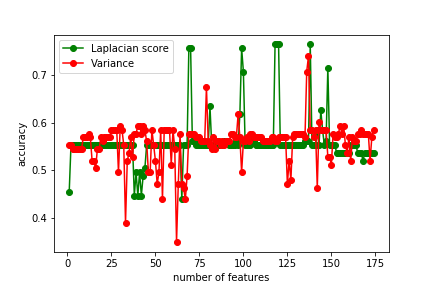 Laplacian score
Variance
accuracy
0.7
0.6
0.5
0.4
0 25 50 75 100 125 150 175
number of features